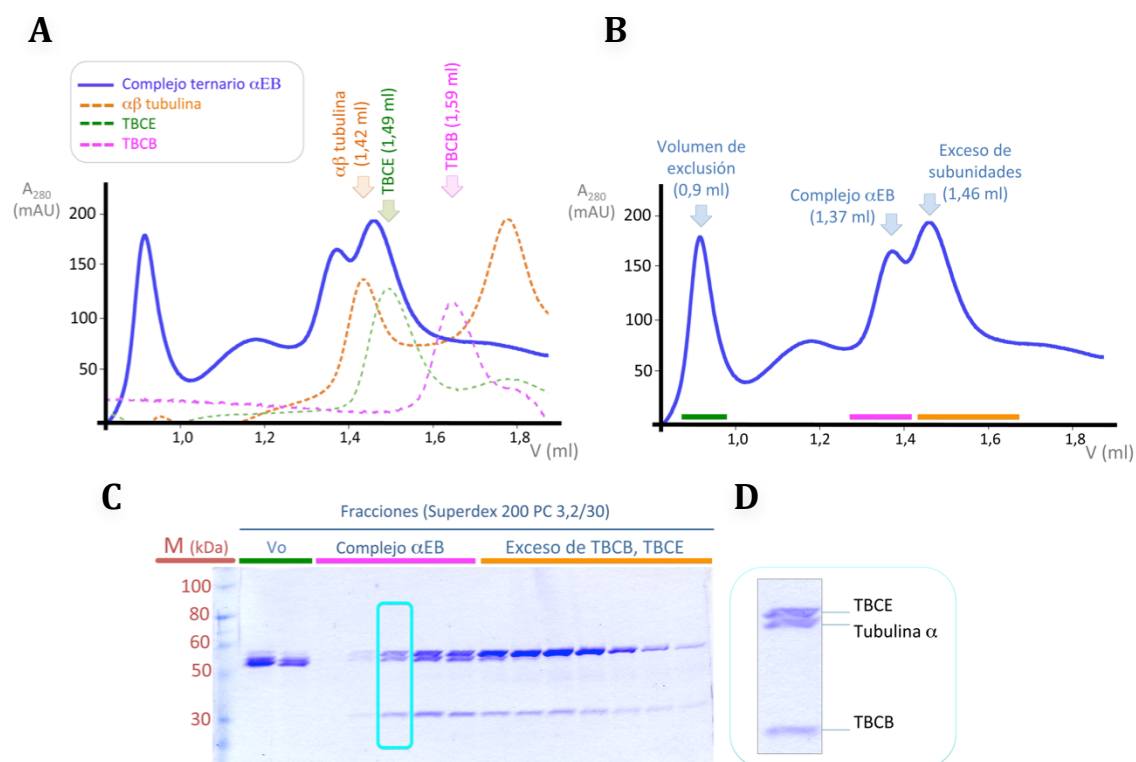 A
Complejo ternario αEB
αβ tubulina
TBCE
TBCB
αβ tubulina
(1,42 ml)
TBCE (1,49 ml)
TBCB (1,59 ml)
A280
(mAU)
200
150
100
50
1,0
1,2
1,4
1,6
1,8
V (ml)
B
Volumen de
exclusión
(0,9 ml)
Complejo αEB
(1,37 ml)
Exceso de
subunidades
(1,46 ml)
A280
(mAU)
200
150
100
50
1,0
1,2
1,4
1,6
1,8
V (ml)
C
Fracciones (Superdex 200 PC 3,2/30)
M (kDa)
Vo
Complejo αEB
Exceso de TBCB, TBCE
100
80
60
50
30
D
TBCE
Tubulina α
TBCB